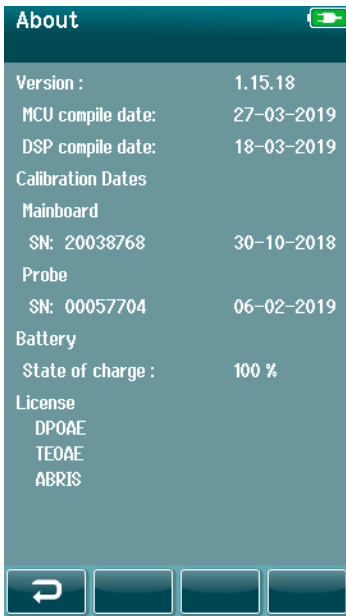 About
Version : 1.15.18
MCU compile date: 27-03-2019
DSP compile date: 18-03-2019
Calibration Dates
Mainboard
SN: 20038768 30-10-2018
Probe
SN: 00057704 06-02-2019
Battery
State of charge : 100 %
License
DPOAE
TEOAE
ABRIS